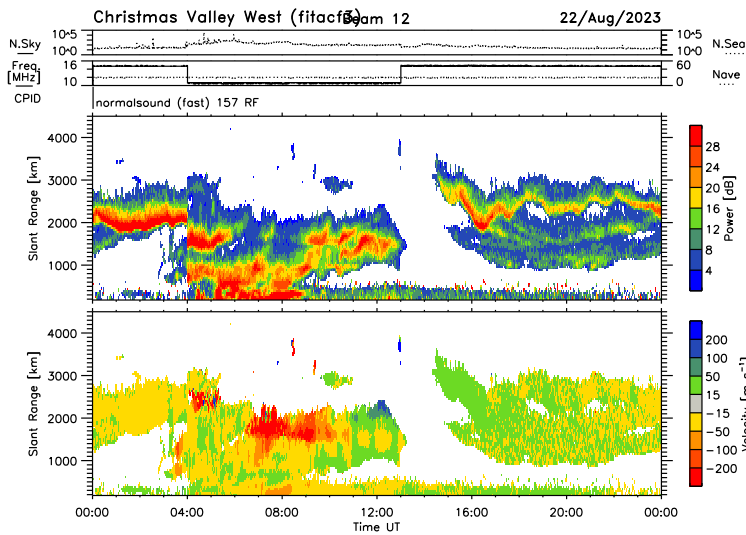 Christmas Valley West (fitacf3) Beam 12 22/Aug/2023
N.Sky 10^5 10^0 10^5 10^0 N.Sea
Freq. [MHz] 16 10 60 0 Nave
CPID normalsound (fast) 157 RF
Slant Range [km]
4000
3000
2000
1000
28
24
20
16
12
8
4
Power [dB]
Slant Range [km]
4000
3000
2000
1000
200
100
50
15
-15
-50
-100
-200
00:00 04:00 08:00 12:00 16:00 20:00 00:00
Time UT